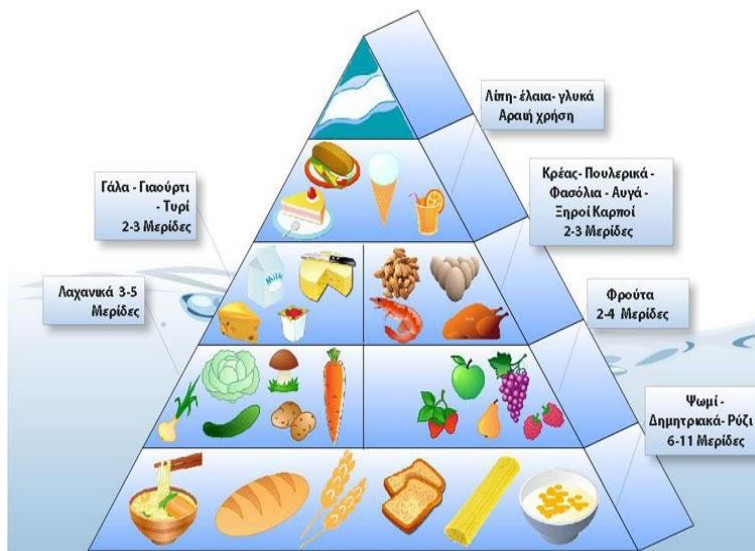 Λίπη- έλαια- γλυκά
Αραιή χρήση
Γάλα - Γιαούρτι
- Τυρί
2-3 Μερίδες
Κρέας- Πουλερικά -
Φασόλια - Αυγά -
Ξηροί Καρποί
2-3 Μερίδες
Λαχανικά 3-5
Μερίδες
Φρούτα
2-4 Μερίδες
Ψωμί -
Δημητριακά- Ρύζι
6-11 Μερίδες
Milk